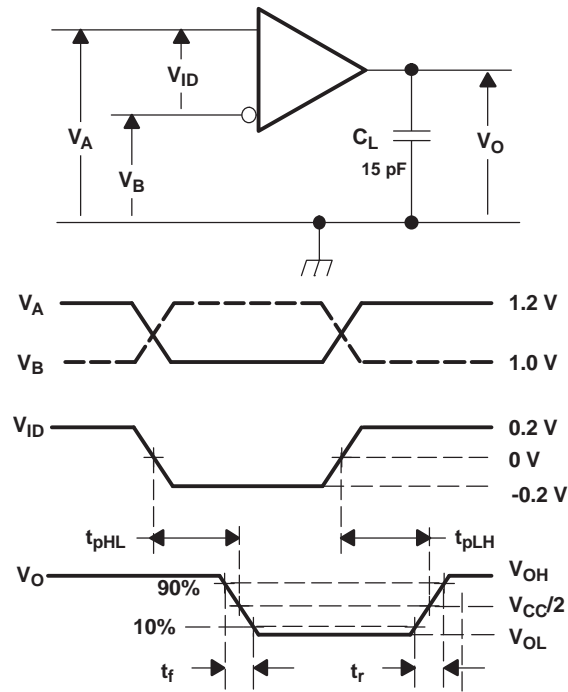 V_ID
V_A
V_B
C_L
15 pF
V_O
V_A
1.2 V
V_B
1.0 V
V_ID
0.2 V
0 V
-0.2 V
t_pHL
t_pLH
V_O
V_OH
90%
V_CC/2
10%
V_OL
t_f
t_r